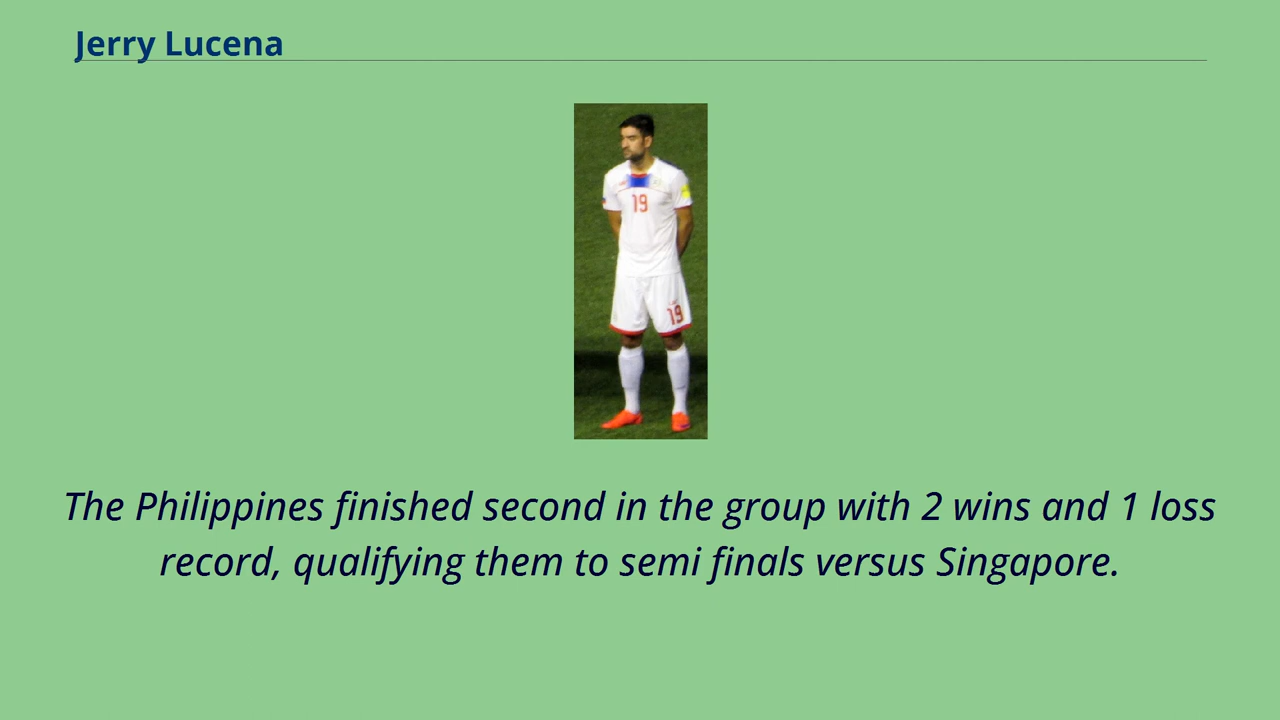 Jerry Lucena
19
19
The Philippines finished second in the group with 2 wins and 1 loss
record, qualifying them to semi finals versus Singapore.